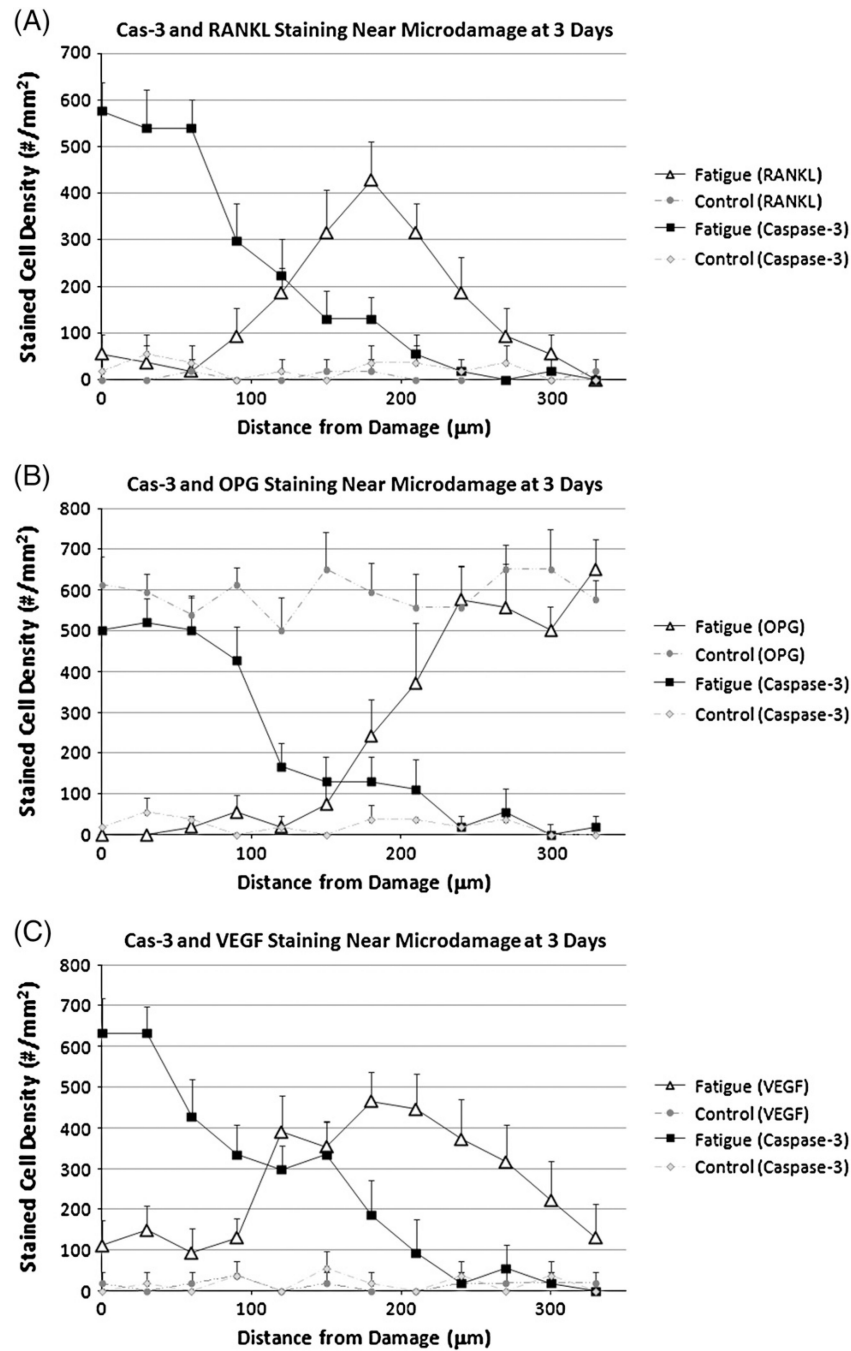 (A)
Cas-3 and RANKL Staining Near Microdamage at 3 Days
700
600
500
400
300
200
100
0
Stained Cell Density (#/mm²)
0 100 200 300
Distance from Damage (µm)
Fatigue (RANKL)
Control (RANKL)
Fatigue (Caspase-3)
Control (Caspase-3)
(B)
Cas-3 and OPG Staining Near Microdamage at 3 Days
800
700
600
500
400
300
200
100
0
Stained Cell Density (#/mm²)
0 100 200 300
Distance from Damage (µm)
Fatigue (OPG)
Control (OPG)
Fatigue (Caspase-3)
Control (Caspase-3)
(C)
Cas-3 and VEGF Staining Near Microdamage at 3 Days
800
700
600
500
400
300
200
100
0
Stained Cell Density (#/mm²)
0 100 200 300
Distance from Damage (µm)
Fatigue (VEGF)
Control (VEGF)
Fatigue (Caspase-3)
Control (Caspase-3)